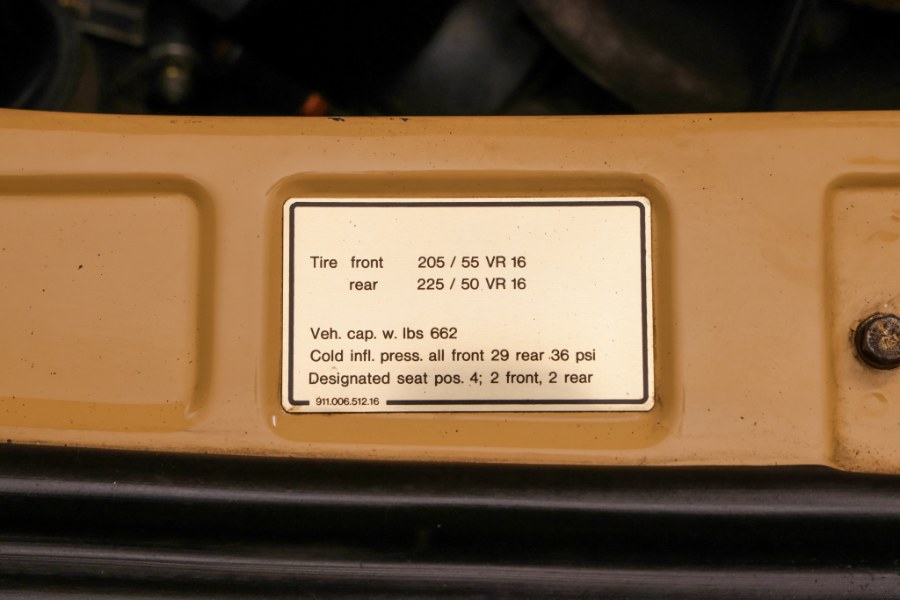 Tire front 205 / 55 VR 16
rear 225 / 50 VR 16
Veh. cap. w. lbs 662
Cold infl. press. all front 29 rear 36 psi
Designated seat pos. 4; 2 front, 2 rear
911.006.512.16